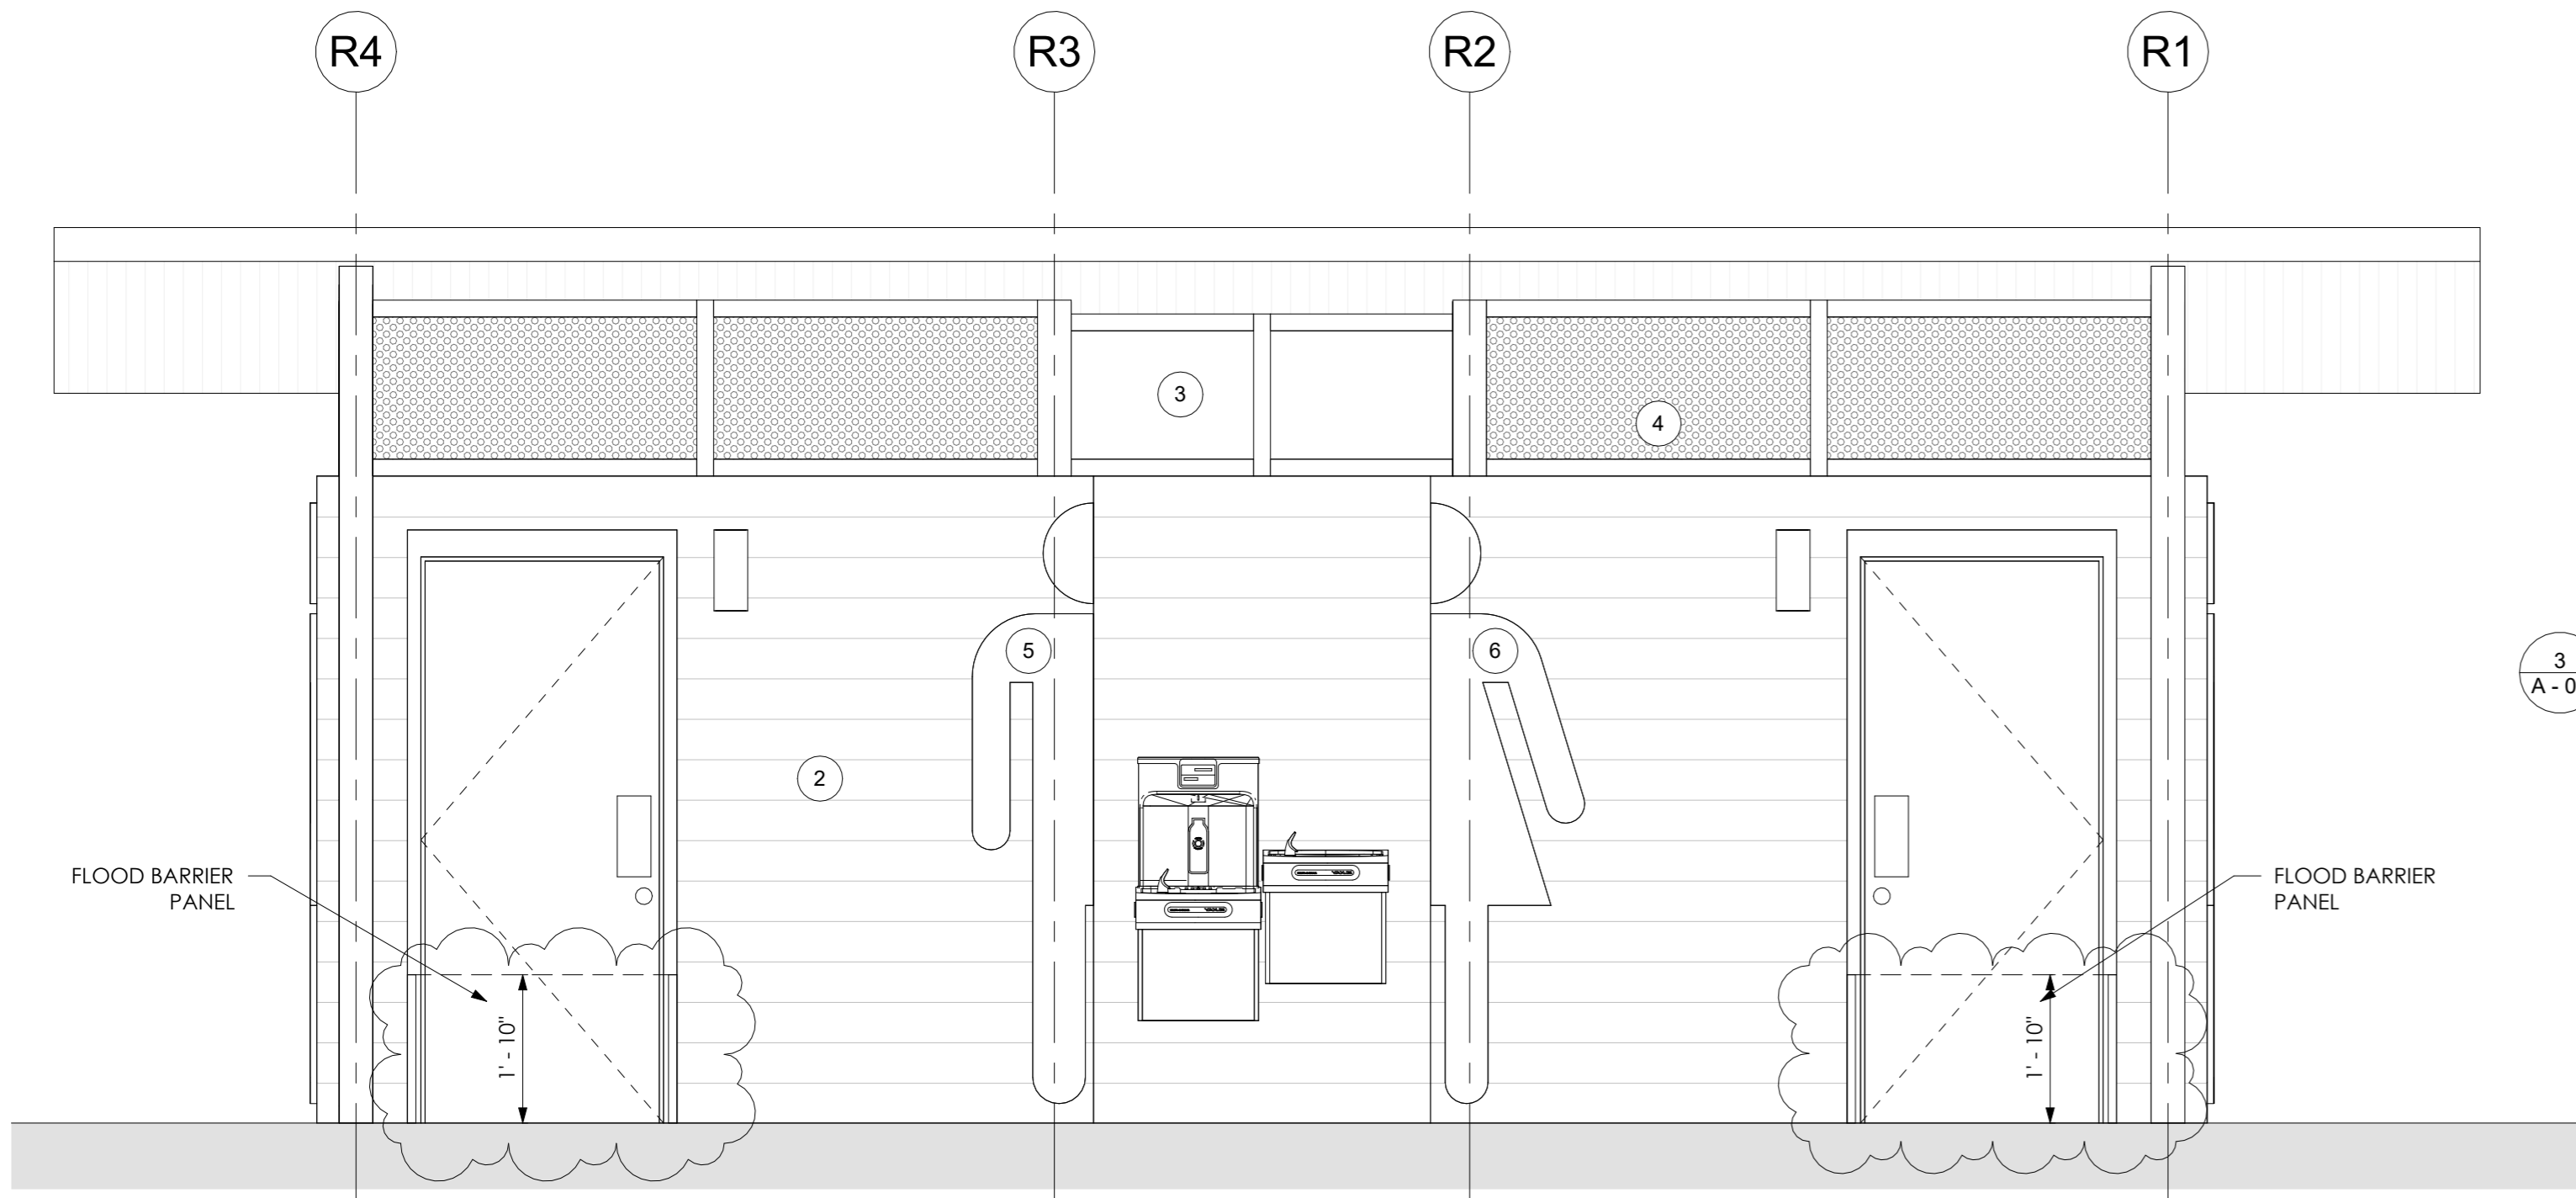 R4
R3
R2
R1
3
4
5
6
3
A - 0
2
FLOOD BARRIER
PANEL
FLOOD BARRIER
PANEL
1' - 10"
1' - 10"